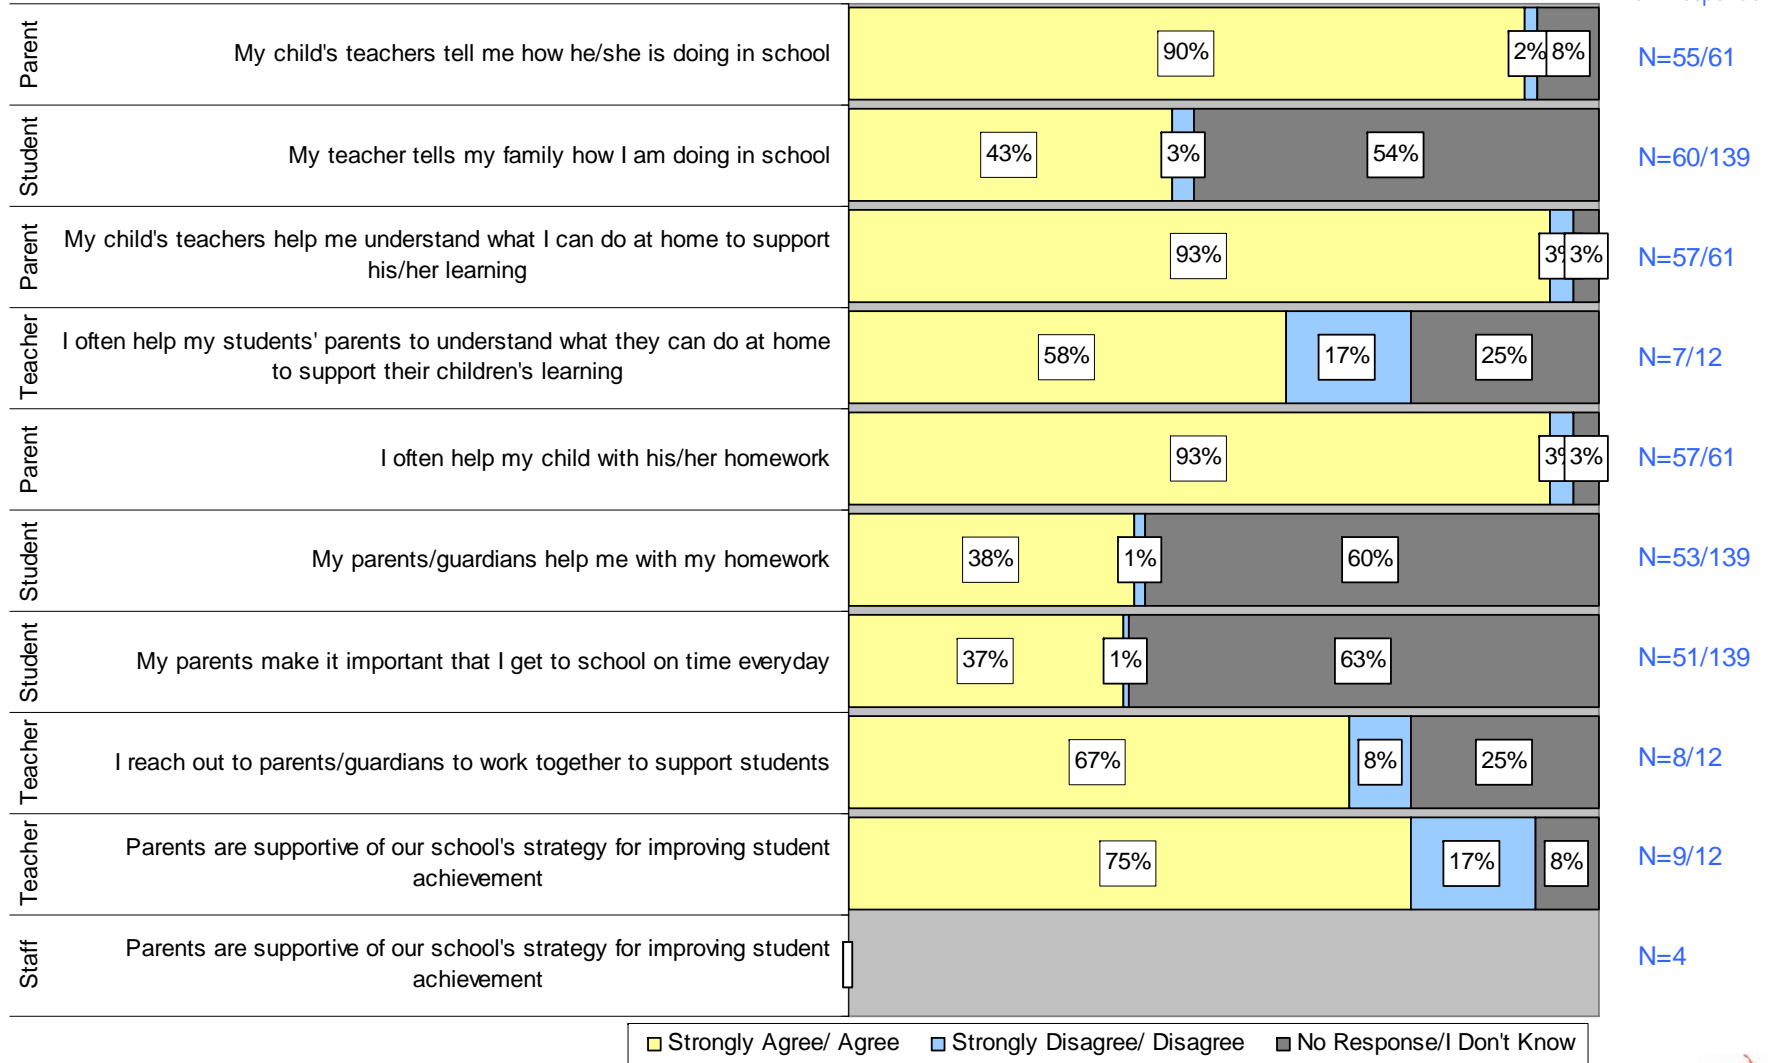 Parent
My child's teachers tell me how he/she is doing in school
90%
2%
8%
N=55/61
Student
My teacher tells my family how I am doing in school
43%
3%
54%
N=60/139
Parent
My child's teachers help me understand what I can do at home to support
his/her learning
93%
3%
3%
N=57/61
Teacher
I often help my students' parents to understand what they can do at home
to support their children's learning
58%
17%
25%
N=7/12
Parent
I often help my child with his/her homework
93%
3%
3%
N=57/61
Student
My parents/guardians help me with my homework
38%
1%
60%
N=53/139
Student
My parents make it important that I get to school on time everyday
37%
1%
63%
N=51/139
Teacher
I reach out to parents/guardians to work together to support students
67%
8%
25%
N=8/12
Teacher
Parents are supportive of our school's strategy for improving student
achievement
75%
17%
8%
N=9/12
Staff
Parents are supportive of our school's strategy for improving student
achievement
N=4
Strongly Agree/ Agree
Strongly Disagree/ Disagree
No Response/I Don't Know